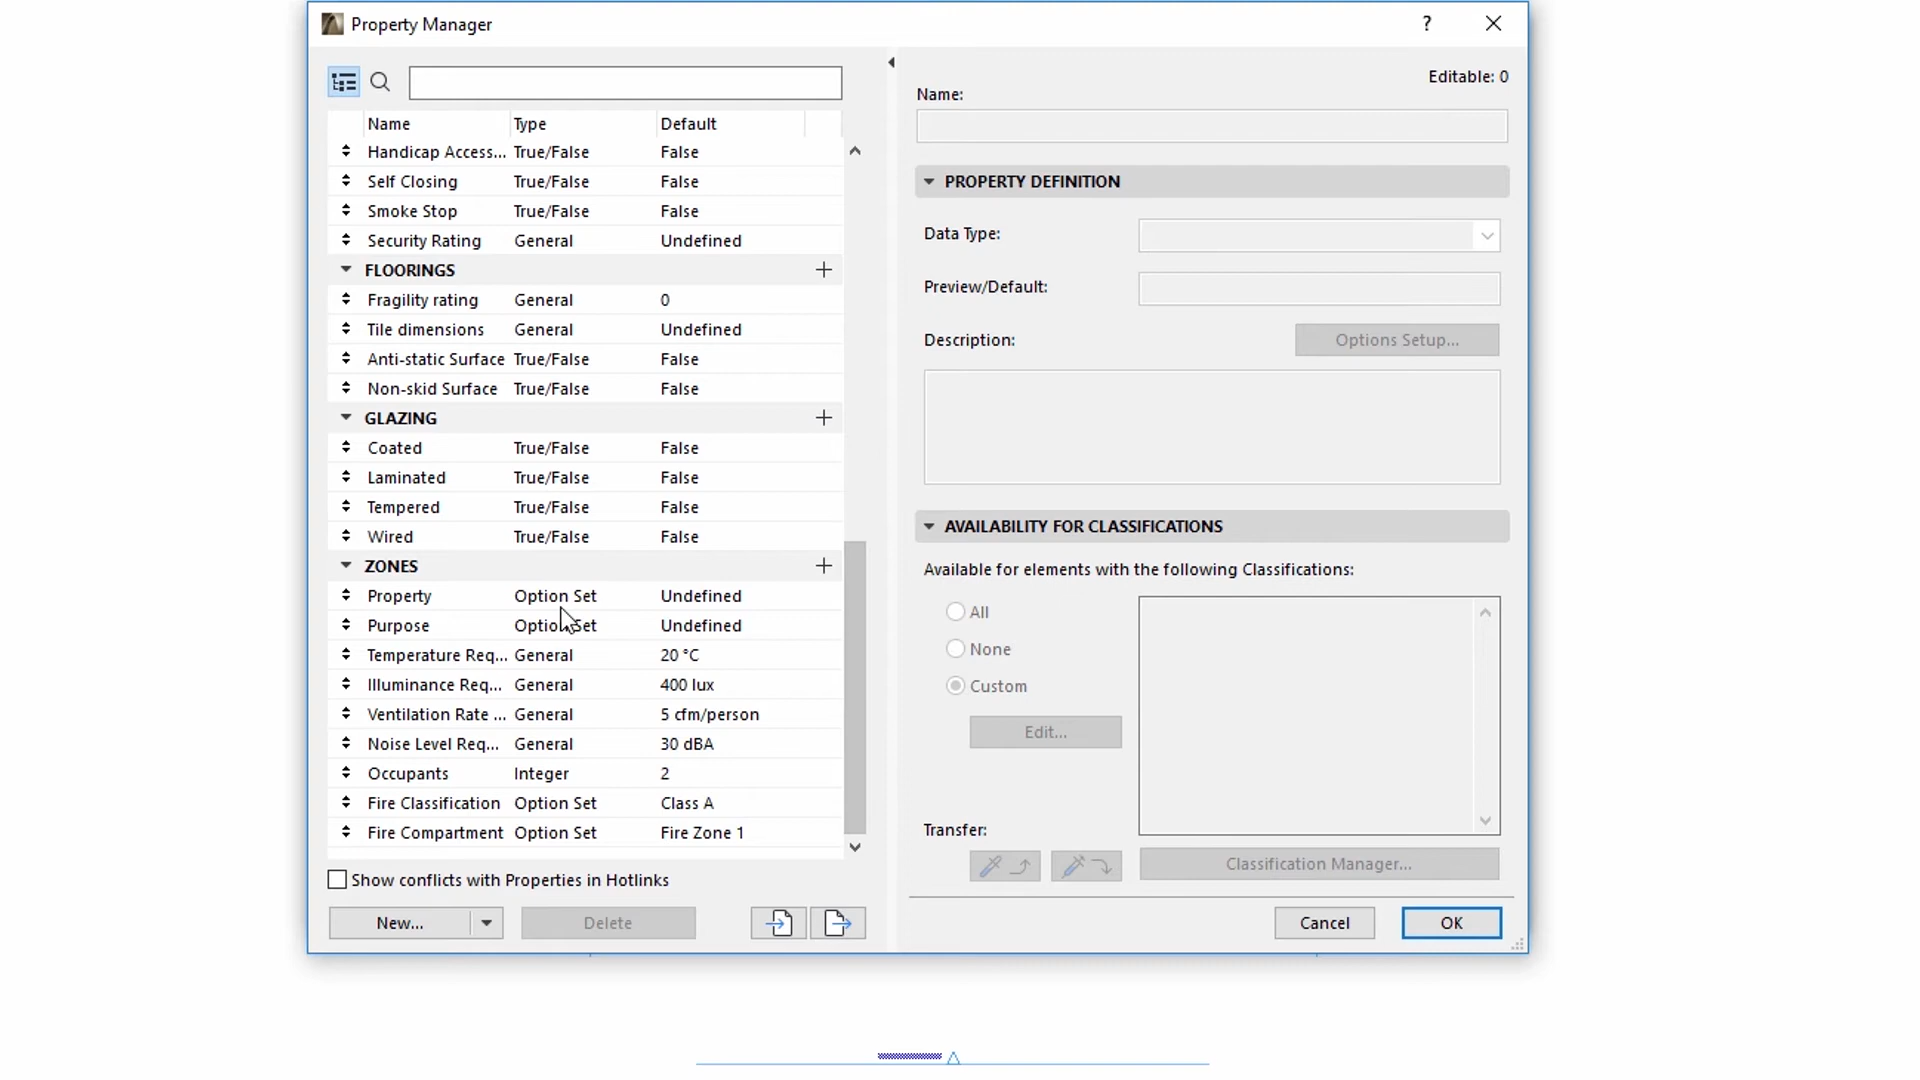 Property Manager
?
Editable: 0
Name Type Default
Handicap Access... True/False False
Self Closing True/False False
Smoke Stop True/False False
Security Rating General Undefined
FLOORINGS
Fragility rating General 0
Tile dimensions General Undefined
Anti-static Surface True/False False
Non-skid Surface True/False False
GLAZING
Coated True/False False
Laminated True/False False
Tempered True/False False
Wired True/False False
ZONES
Property Option Set Undefined
Purpose Option Set Undefined
Temperature Req... General 20 °C
Illuminance Req... General 400 lux
Ventilation Rate ... General 5 cfm/person
Noise Level Req... General 30 dBA
Occupants Integer 2
Fire Classification Option Set Class A
Fire Compartment Option Set Fire Zone 1
Show conflicts with Properties in Hotlinks
New... Delete
Name:
PROPERTY DEFINITION
Data Type:
Preview/Default:
Description: Options Setup...
AVAILABILITY FOR CLASSIFICATIONS
Available for elements with the following Classifications:
All
None
Custom
Edit...
Transfer:
Classification Manager...
Cancel OK